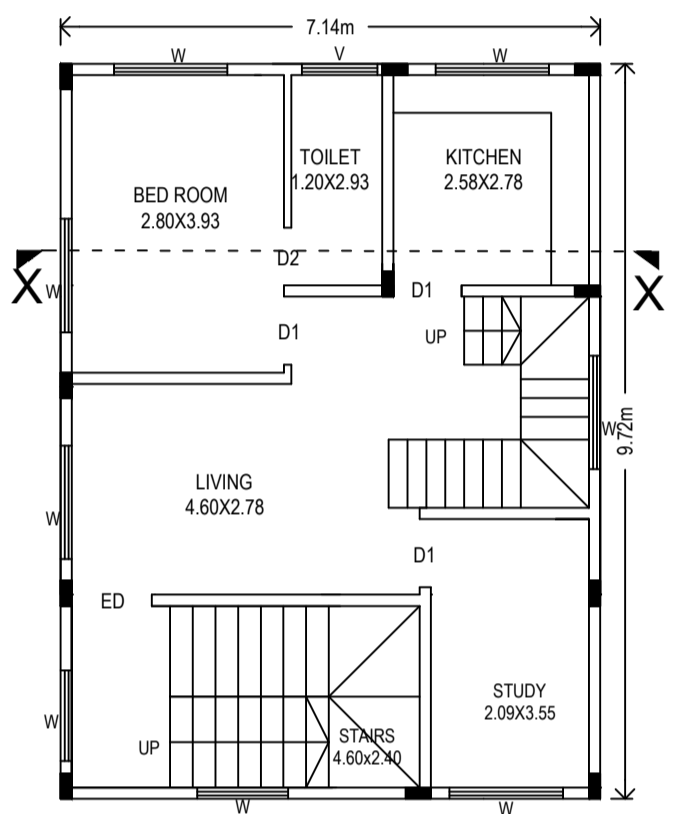 7.14m
W
V
W
TOILET
1.20X2.93
KITCHEN
2.58X2.78
BED ROOM
2.80X3.93
D2
X
X
W
D1
D1
UP
9.72m
W
LIVING
4.60X2.78
W
D1
ED
STUDY
2.09X3.55
W
UP
STAIRS
4.60x2.40
W
W